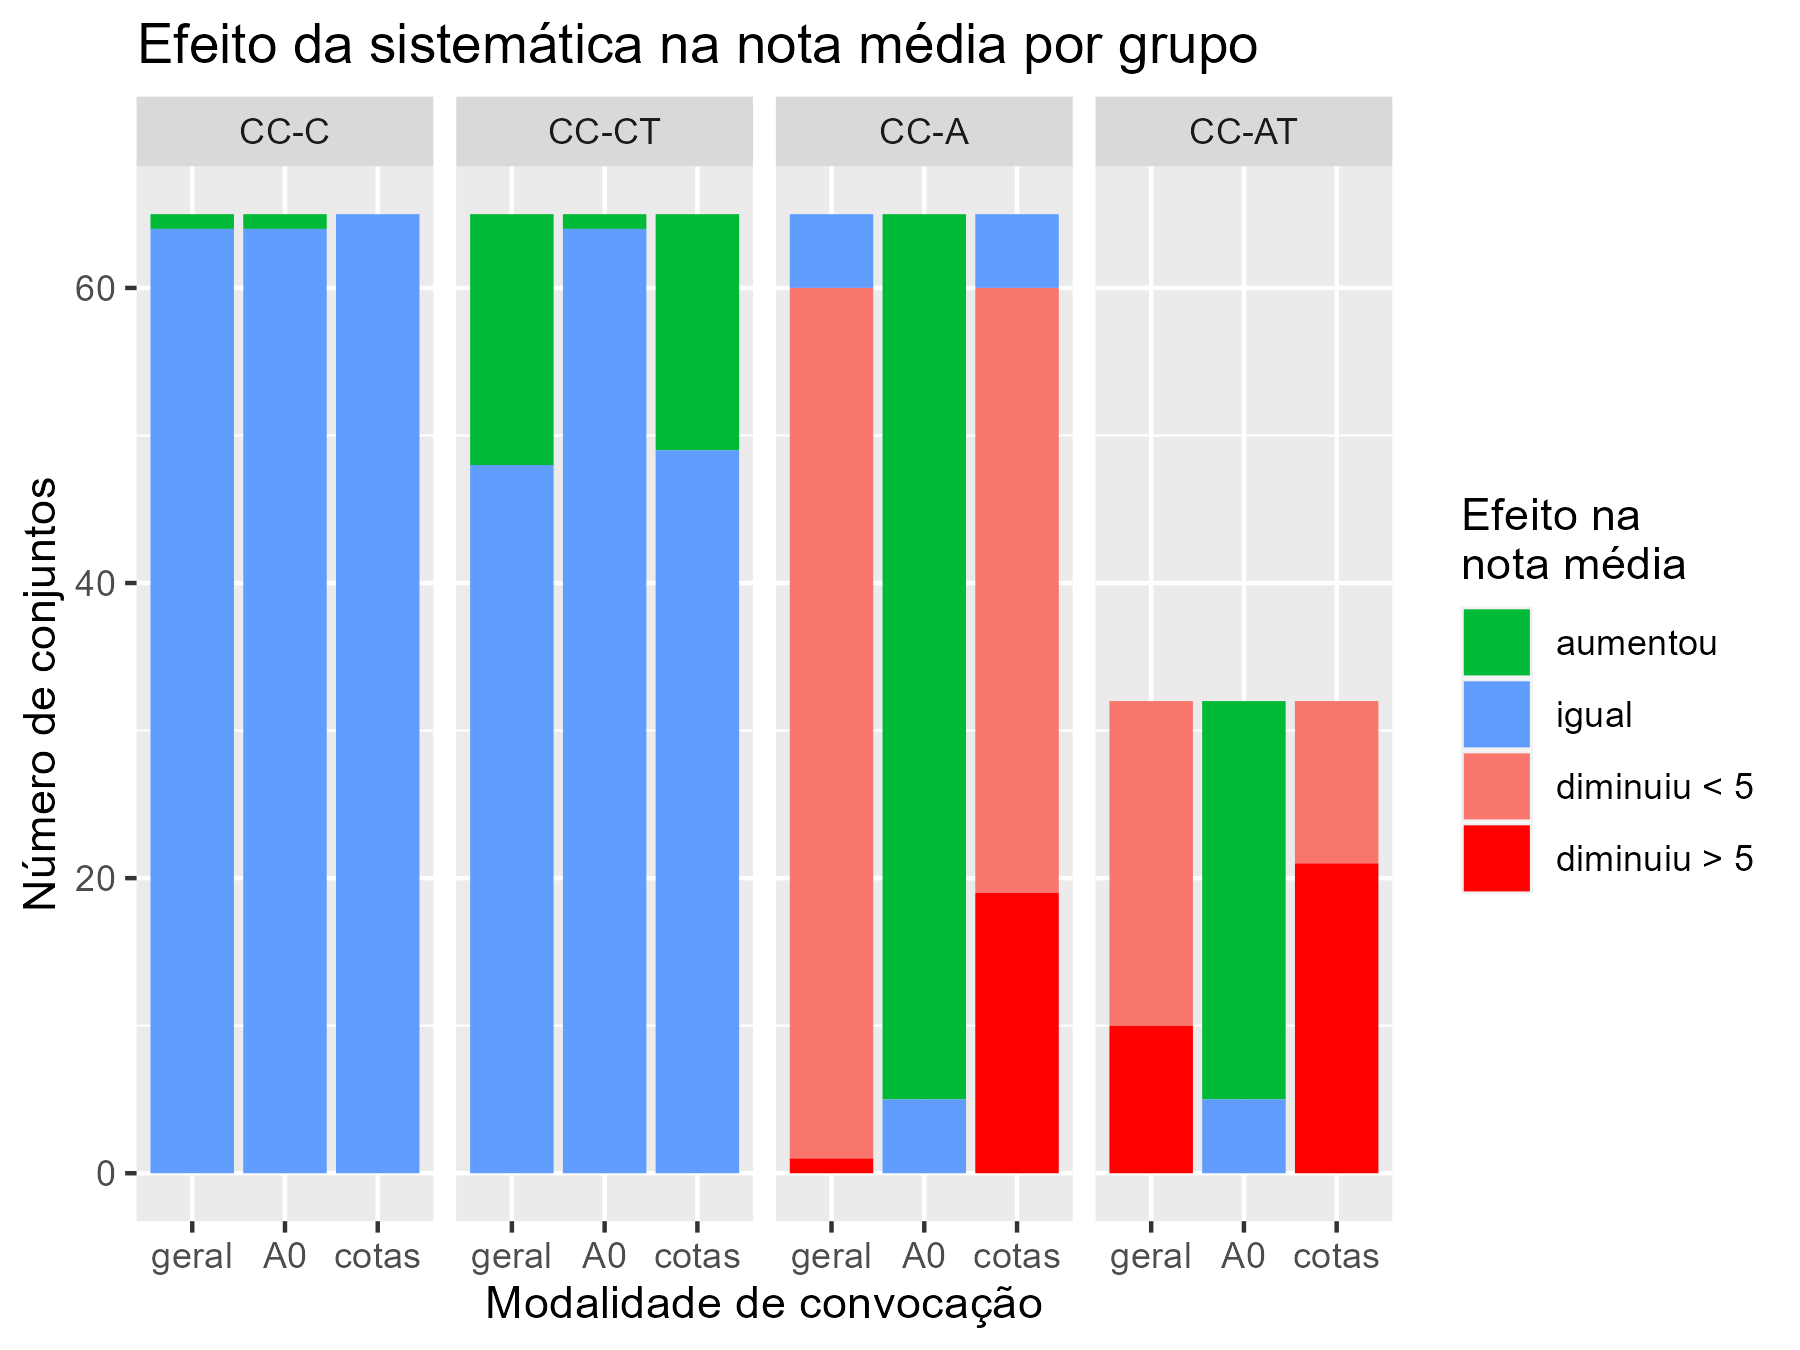 Efeito da sistemática na nota média por grupo
CC-C
CC-CT
CC-A
CC-AT
Número de conjuntos
60
40
20
0
geral A0 cotas
geral A0 cotas
geral A0 cotas
geral A0 cotas
Modalidade de convocação
Efeito na
nota média
aumentou
igual
diminuiu < 5
diminuiu > 5